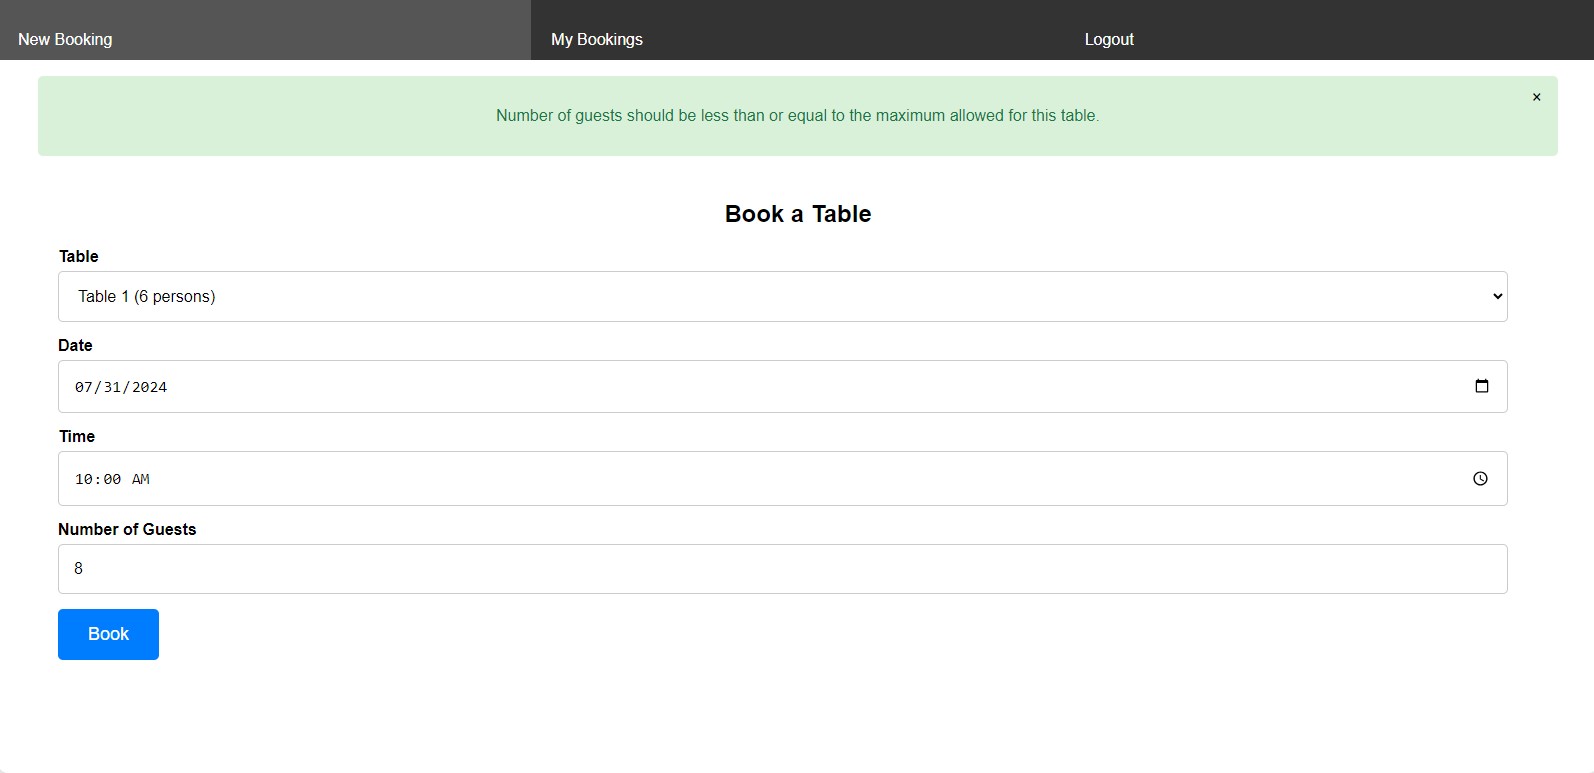 New Booking
My Bookings
Logout
×
Number of guests should be less than or equal to the maximum allowed for this table.
Book a Table
Table
Table 1 (6 persons)
Date
07/31/2024
Time
10:00 AM
Number of Guests
8
Book